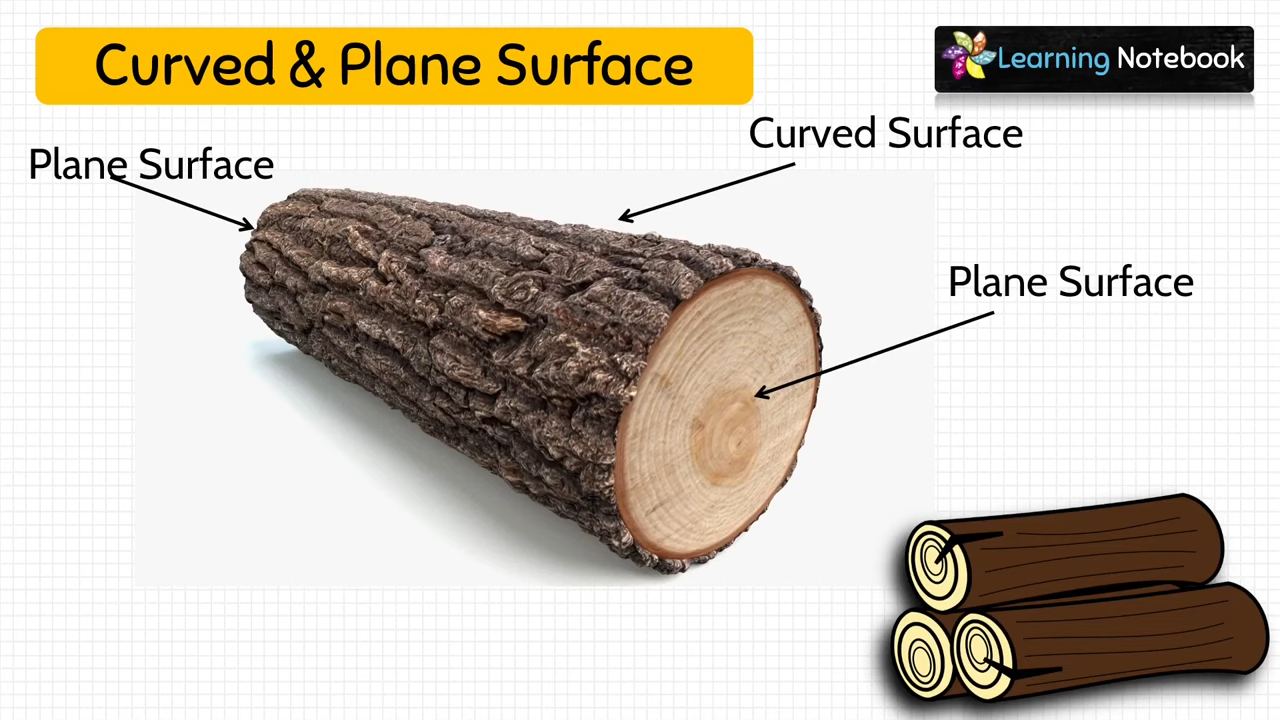 Curved & Plane Surface
Learning Notebook
Curved Surface
Plane Surface
Plane Surface